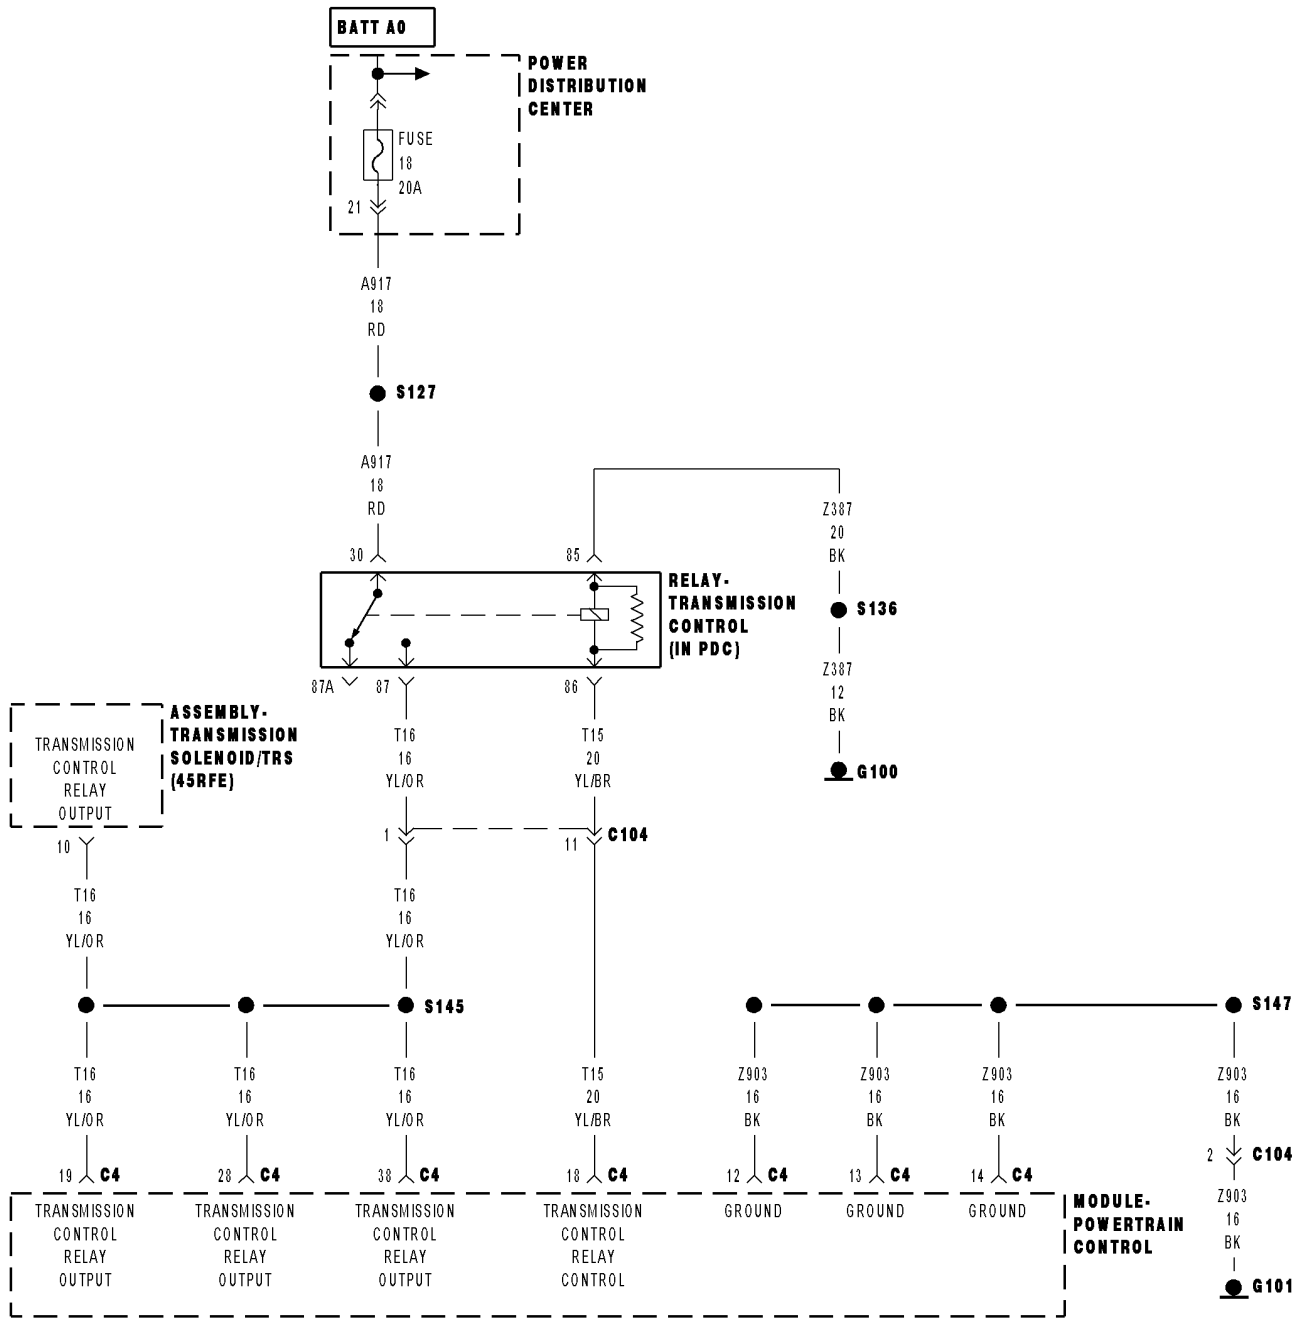 BATT A0
POWER
DISTRIBUTION
CENTER
FUSE
18
20A
21
A917
18
RD
S127
A917
18
RD
Z387
20
BK
30
85
RELAY-
TRANSMISSION
CONTROL
(IN PDC)
S136
Z387
12
BK
87A
87
86
ASSEMBLY-
TRANSMISSION
SOLENOID/TRS
(45RFE)
TRANSMISSION
CONTROL
RELAY
OUTPUT
T16
16
YL/OR
T15
20
YL/BR
G100
10
1
11
C104
T16
16
YL/OR
T16
16
YL/OR
S145
S147
T16
16
YL/OR
T16
16
YL/OR
T16
16
YL/OR
T15
20
YL/BR
Z903
16
BK
Z903
16
BK
Z903
16
BK
Z903
16
BK
19 C4
28 C4
38 C4
18 C4
12 C4
13 C4
14 C4
2 C104
TRANSMISSION
CONTROL
RELAY
OUTPUT
TRANSMISSION
CONTROL
RELAY
OUTPUT
TRANSMISSION
CONTROL
RELAY
OUTPUT
TRANSMISSION
CONTROL
RELAY
CONTROL
GROUND
GROUND
GROUND
MODULE-
POWERTRAIN
CONTROL
Z903
16
BK
G101